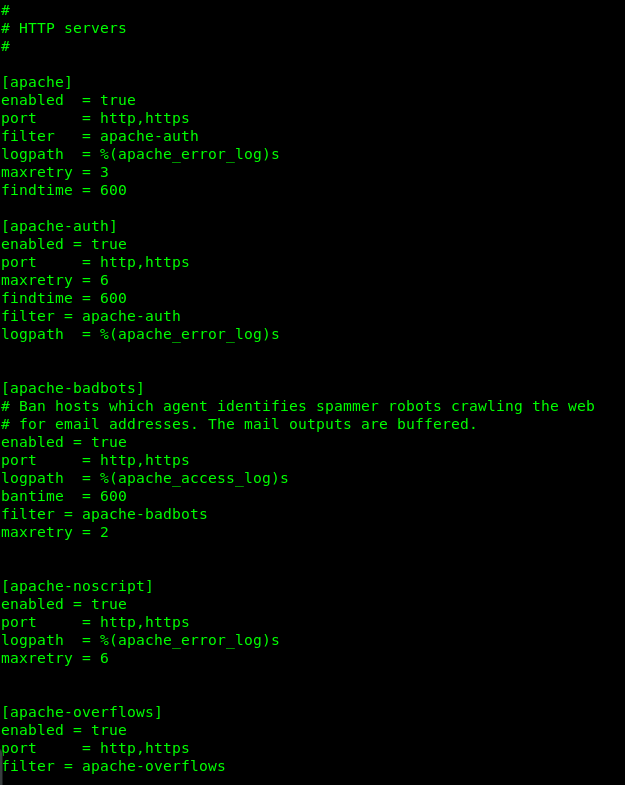 #
# HTTP servers
#
[apache]
enabled  = true
port     = http,https
filter   = apache-auth
logpath  = %(apache_error_log)s
maxretry = 3
findtime = 600
[apache-auth]
enabled = true
port     = http,https
maxretry = 6
findtime = 600
filter = apache-auth
logpath  = %(apache_error_log)s
[apache-badbots]
# Ban hosts which agent identifies spammer robots crawling the web
# for email addresses. The mail outputs are buffered.
enabled = true
port     = http,https
logpath  = %(apache_access_log)s
bantime  = 600
filter = apache-badbots
maxretry = 2
[apache-noscript]
enabled = true
port     = http,https
logpath  = %(apache_error_log)s
maxretry = 6
[apache-overflows]
enabled = true
port     = http,https
filter = apache-overflows